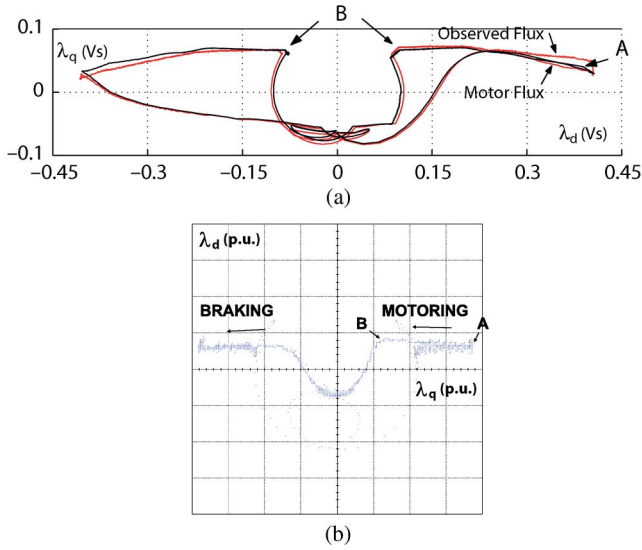 B
0.1
λq (Vs)
Observed Flux
A
0
Motor Flux
λd (Vs)
−0.1
−0.45 −0.3 −0.15 0 0.15 0.3 0.45
(a)
λd (p.u.)
BRAKING MOTORING
B A
λq (p.u.)
(b)